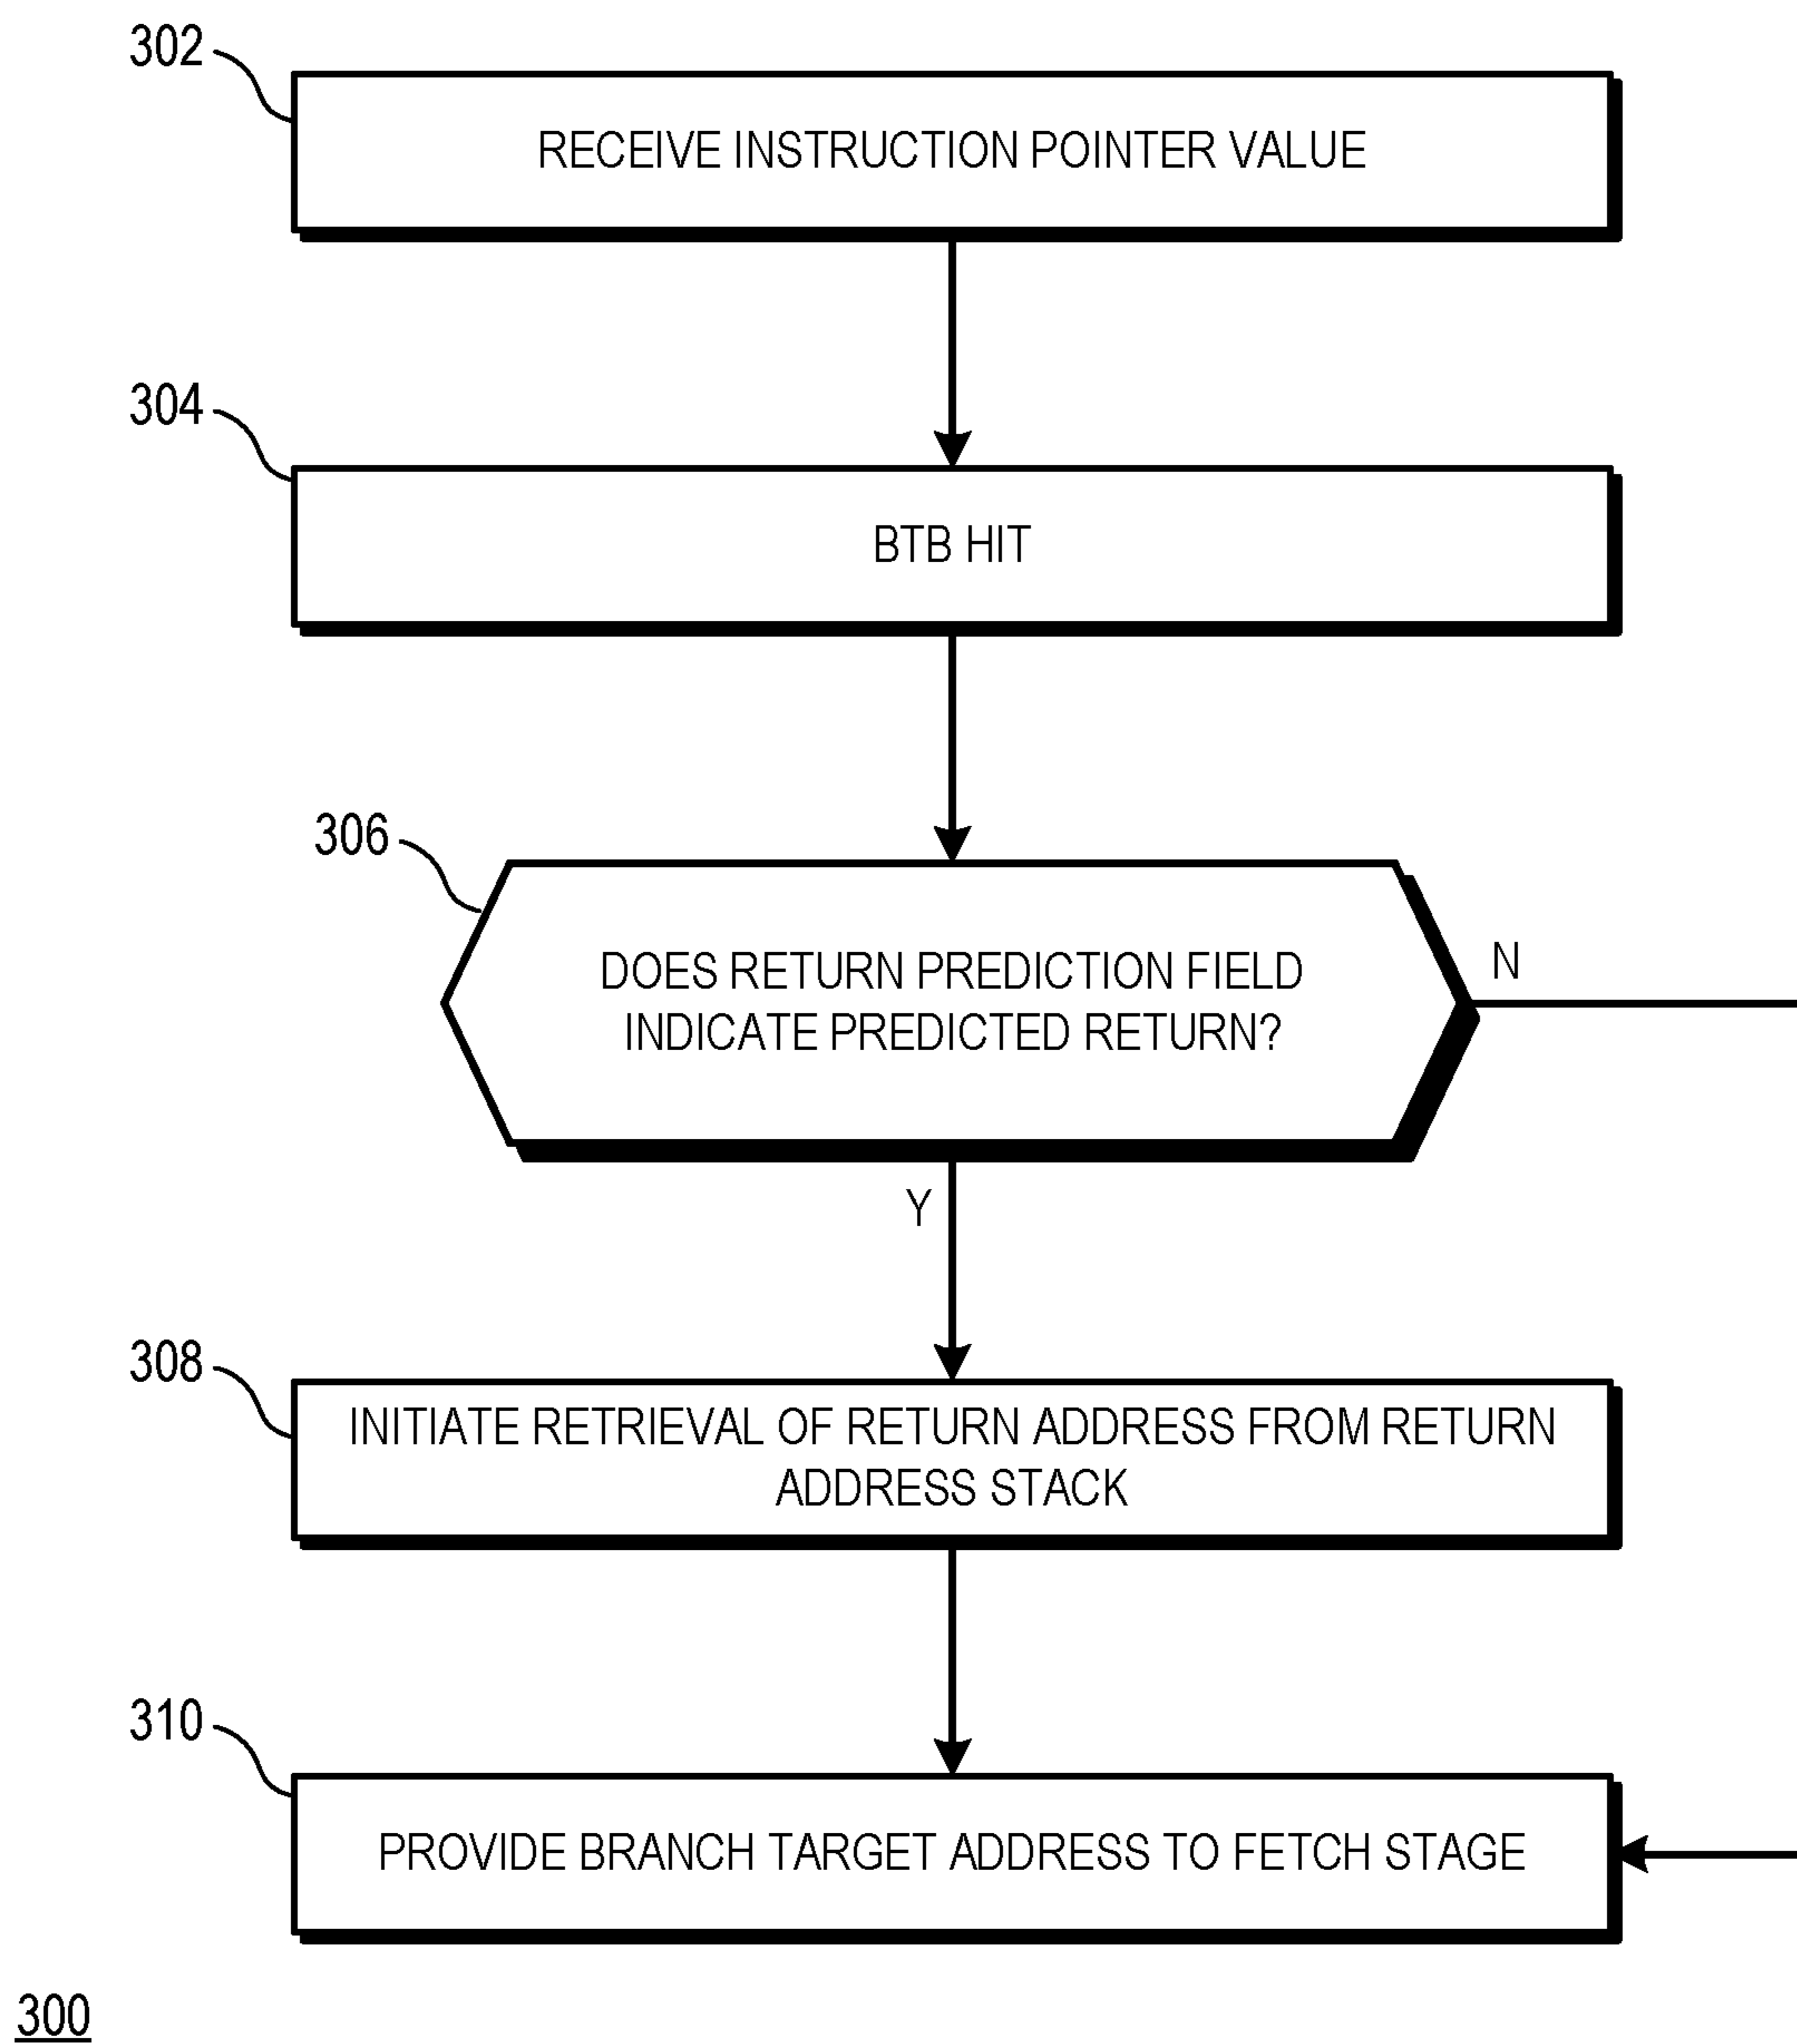 302
RECEIVE INSTRUCTION POINTER VALUE
304
BTB HIT
306
DOES RETURN PREDICTION FIELD
INDICATE PREDICTED RETURN?
N
Y
308
INITIATE RETRIEVAL OF RETURN ADDRESS FROM RETURN
ADDRESS STACK
310
PROVIDE BRANCH TARGET ADDRESS TO FETCH STAGE
300